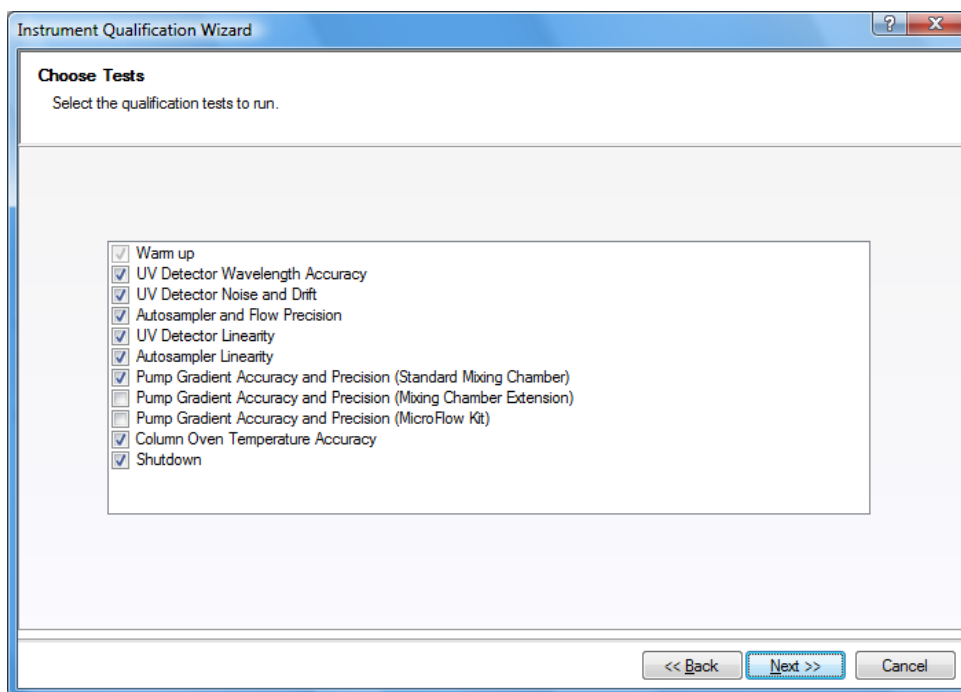 Instrument Qualification Wizard
?
X
Choose Tests
Select the qualification tests to run.
Warm up
UV Detector Wavelength Accuracy
UV Detector Noise and Drift
Autosampler and Flow Precision
UV Detector Linearity
Autosampler Linearity
Pump Gradient Accuracy and Precision (Standard Mixing Chamber)
Pump Gradient Accuracy and Precision (Mixing Chamber Extension)
Pump Gradient Accuracy and Precision (MicroFlow Kit)
Column Oven Temperature Accuracy
Shutdown
<< Back
Next >>
Cancel